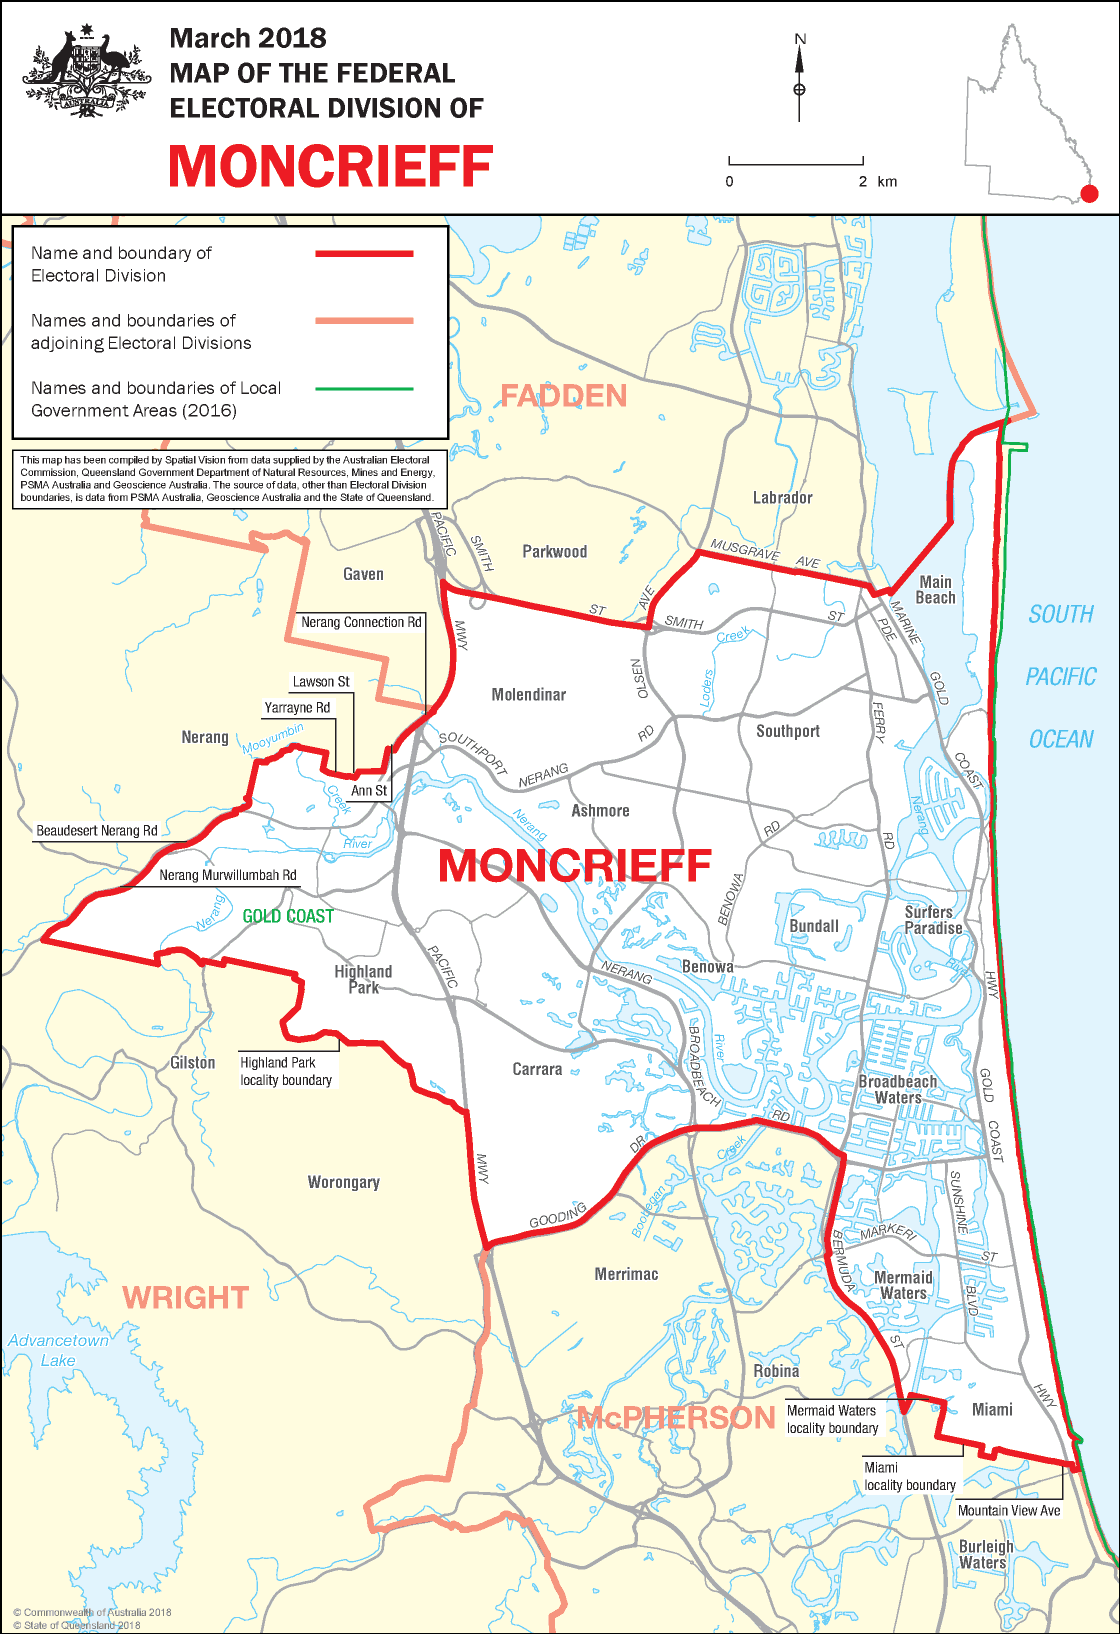 March 2018
MAP OF THE FEDERAL
ELECTORAL DIVISION OF
MONCRIEFF
AUSTRALIA
N
0 2 km
Name and boundary of
Electoral Division
Names and boundaries of
adjoining Electoral Divisions
Names and boundaries of Local
Government Areas (2016)
This map has been compiled by Spatial Vision from data supplied by the Australian Electoral
Commission, Queensland Government Department of Natural Resources, Mines and Energy,
PSMA Australia and Geoscience Australia. The source of data, other than Electoral Division
boundaries, is data from PSMA Australia, Geoscience Australia and the State of Queensland.
FADDEN
Labrador
PACIFIC
SMITH
Parkwood
MUSGRAVE AVE
Gaven
AVE
Main
Beach
SOUTH
PACIFIC
OCEAN
Nerang Connection Rd
MWY
ST
SMITH
ST
Creek
MARINE
PDE
Lawson St
Yarrayne Rd
Molendinar
OLSEN
Loders
GOLD
Nerang
Mooyumbin
SOUTHPORT
RD
Southport
FERRY
COAST
NERANG
Ann St
Creek
Ashmore
Nerang
Nerang
Beaudesert Nerang Rd
River
RD
RD
MONCRIEFF
Nerang Murwillumbah Rd
BENOWA
Nerang
GOLD COAST
Bundall
Surfers
Paradise
PACIFIC
Highland
Park
NERANG
Benowa
River
HWY
Gilston
Highland Park
locality boundary
Carrara
BROADBEACH
River
Broadbeach
Waters
GOLD
COAST
RD
DR
Creek
MWY
Worongary
GOODING
Boobegan
SUNSHINE
BERMUDA
MARKERI
ST
Merrimac
Mermaid
Waters
BLVD
WRIGHT
Advancetown
Lake
ST
Robina
HWY
McPHERSON
Mermaid Waters
locality boundary
Miami
Miami
locality boundary
Mountain View Ave
Burleigh
Waters
© Commonwealth of Australia 2018
© State of Queensland 2018